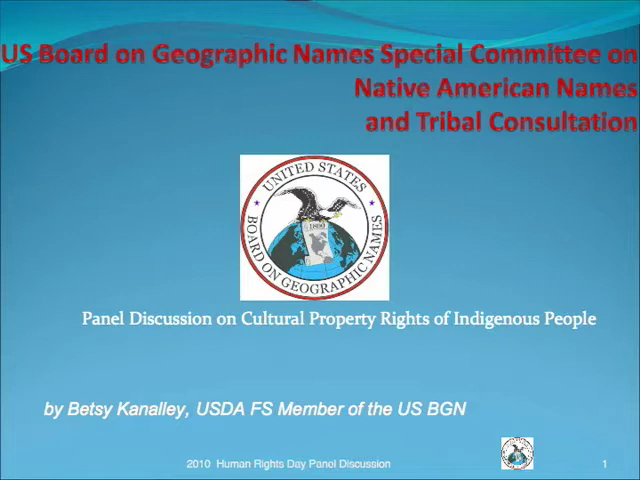 US Board on Geographic Names Special Committee on
Native American Names
and Tribal Consultation
UNITED STATES
1890
BOARD ON GEOGRAPHIC NAMES
Panel Discussion on Cultural Property Rights of Indigenous People
by Betsy Kanalley, USDA FS Member of the US BGN
2010 Human Rights Day Panel Discussion
1